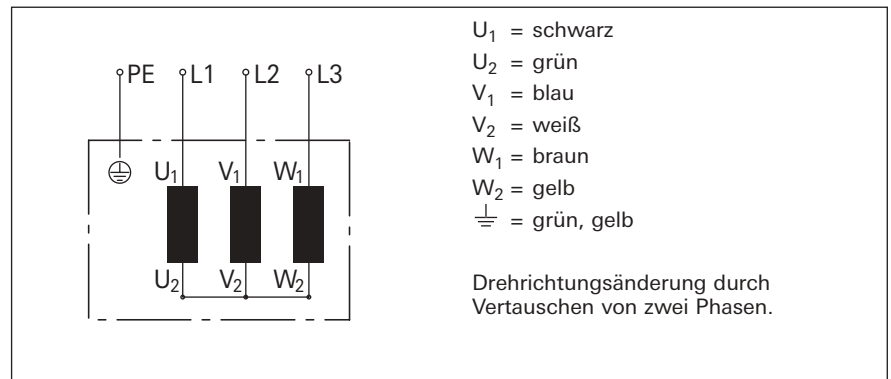 PE L1 L2 L3
U₁ V₁ W₁
U₂ V₂ W₂
U₁ = schwarz
U₂ = grün
V₁ = blau
V₂ = weiß
W₁ = braun
W₂ = gelb
⏚ = grün, gelb
Drehrichtungsänderung durch
Vertauschen von zwei Phasen.